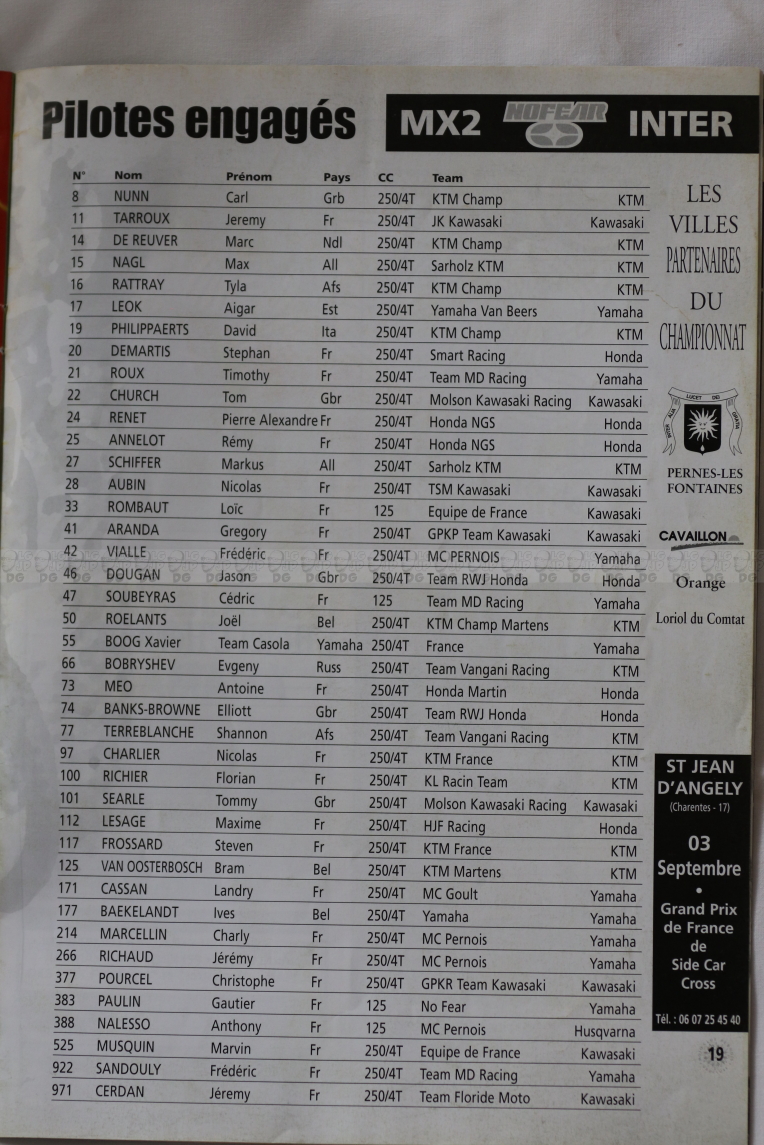 Pilotes engagés
MX2 NOFEAR INTER
N° Nom Prénom Pays CC Team
8 NUNN Carl Grb 250/4T KTM Champ KTM
11 TARROUX Jeremy Fr 250/4T JK Kawasaki Kawasaki
14 DE REUVER Marc Ndl 250/4T KTM Champ KTM
15 NAGL Max All 250/4T Sarholz KTM KTM
16 RATTRAY Tyla Afs 250/4T KTM Champ KTM
17 LEOK Aigar Est 250/4T Yamaha Van Beers Yamaha
19 PHILIPPAERTS David Ita 250/4T KTM Champ KTM
20 DEMARTIS Stephan Fr 250/4T Smart Racing Honda
21 ROUX Timothy Fr 250/4T Team MD Racing Yamaha
22 CHURCH Tom Gbr 250/4T Molson Kawasaki Racing Kawasaki
24 RENET Pierre Alexandre Fr 250/4T Honda NGS Honda
25 ANNELOT Rémy Fr 250/4T Honda NGS Honda
27 SCHIFFER Markus All 250/4T Sarholz KTM KTM
28 AUBIN Nicolas Fr 250/4T TSM Kawasaki Kawasaki
33 ROMBAUT Loïc Fr 125 Equipe de France Kawasaki
41 ARANDA Gregory Fr 250/4T GPKP Team Kawasaki Kawasaki
42 VIALLE Frédéric Fr 250/4T MC PERNOIS Yamaha
46 DOUGAN Jason Gbr 250/4T Team RWJ Honda Honda
47 SOUBEYRAS Cédric Fr 125 Team MD Racing Yamaha
50 ROELANTS Joël Bel 250/4T KTM Champ Martens KTM
55 BOOG Xavier Team Casola Yamaha 250/4T France Yamaha
66 BOBRYSHEV Evgeny Russ 250/4T Team Vangani Racing KTM
73 MEO Antoine Fr 250/4T Honda Martin Honda
74 BANKS-BROWNE Elliott Gbr 250/4T Team RWJ Honda Honda
77 TERREBLANCHE Shannon Afs 250/4T Team Vangani Racing KTM
97 CHARLIER Nicolas Fr 250/4T KTM France KTM
100 RICHIER Florian Fr 250/4T KL Racin Team KTM
101 SEARLE Tommy Gbr 250/4T Molson Kawasaki Racing Kawasaki
112 LESAGE Maxime Fr 250/4T HJF Racing Honda
117 FROSSARD Steven Fr 250/4T KTM France KTM
125 VAN OOSTERBOSCH Bram Bel 250/4T KTM Martens KTM
171 CASSAN Landry Fr 250/4T MC Goult Yamaha
177 BAEKELANDT Ives Bel 250/4T Yamaha Yamaha
214 MARCELLIN Charly Fr 250/4T MC Pernois Yamaha
266 RICHAUD Jérémy Fr 250/4T MC Pernois Yamaha
377 POURCEL Christophe Fr 250/4T GPKR Team Kawasaki Kawasaki
383 PAULIN Gautier Fr 125 No Fear Yamaha
388 NALESSO Anthony Fr 125 MC Pernois Husqvarna
525 MUSQUIN Marvin Fr 250/4T Equipe de France Kawasaki
922 SANDOULY Frédéric Fr 250/4T Team MD Racing Yamaha
971 CERDAN Jéremy Fr 250/4T Team Floride Moto Kawasaki
LES
VILLES
PARTENAIRES
DU
CHAMPIONNAT
LUCET DEI
PERNES-LES
FONTAINES
CAVAILLON
Orange
Loriol du Comtat
ST JEAN
D'ANGELY
(Charentes - 17)
03
Septembre
•
Grand Prix
de France
de
Side Car
Cross
Tél. : 06 07 25 45 40
19